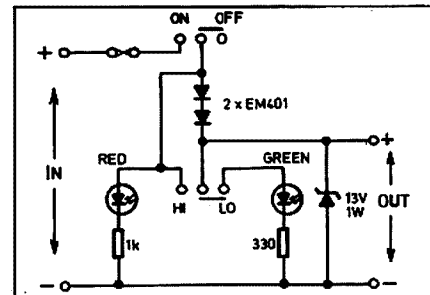 ON OFF
+
2 x EM401
+
RED GREEN
IN
HI LO
13V
1W
OUT
1k
330
-
-